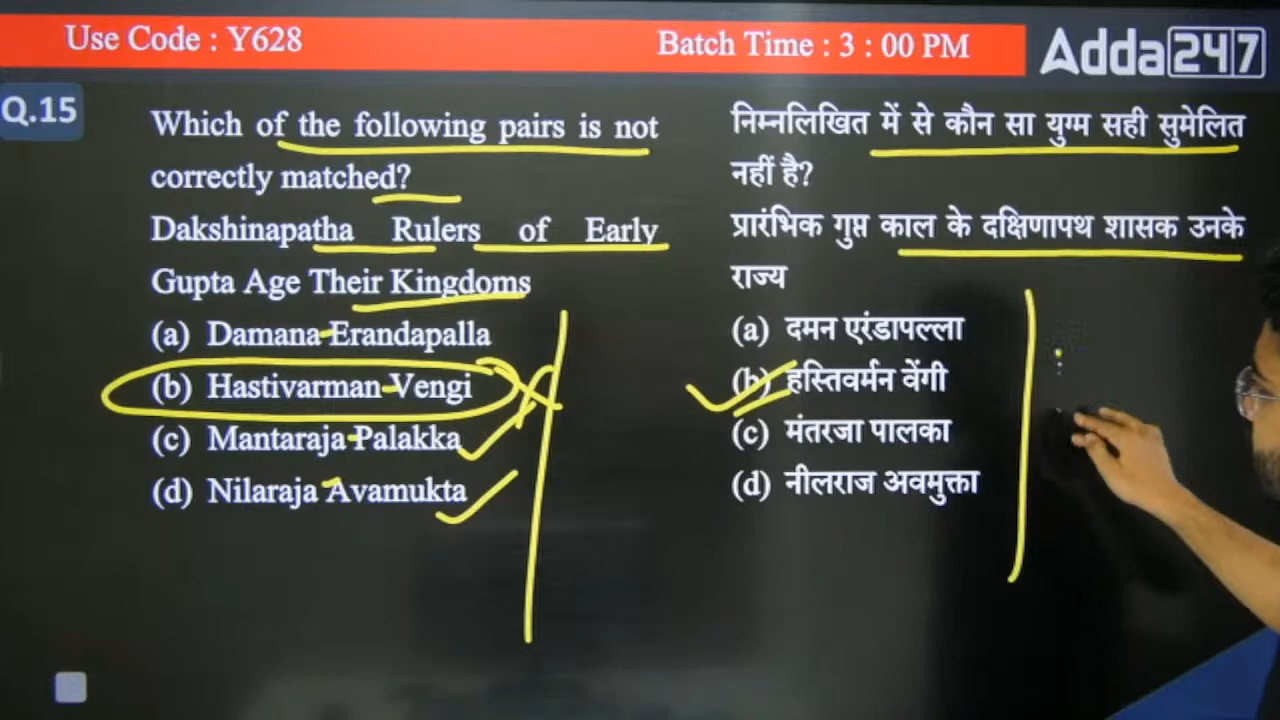 Use Code : Y628
Batch Time : 3 : 00 PM
Adda247
Q.15
Which of the following pairs is not
correctly matched?
Dakshinapatha Rulers of Early
Gupta Age Their Kingdoms
(a) Damana-Erandapalla
(b) Hastivarman-Vengi
(c) Mantaraja-Palakka
(d) Nilaraja-Avamukta
निम्नलिखित में से कौन सा युग्म सही सुमेलित
नहीं है?
प्रारंभिक गुप्त काल के दक्षिणापथ शासक उनके
राज्य
(a) दमन एरंडापल्ला
(b) हस्तिवर्मन वेंगी
(c) मंतरजा पालका
(d) नीलराज अवमुक्ता